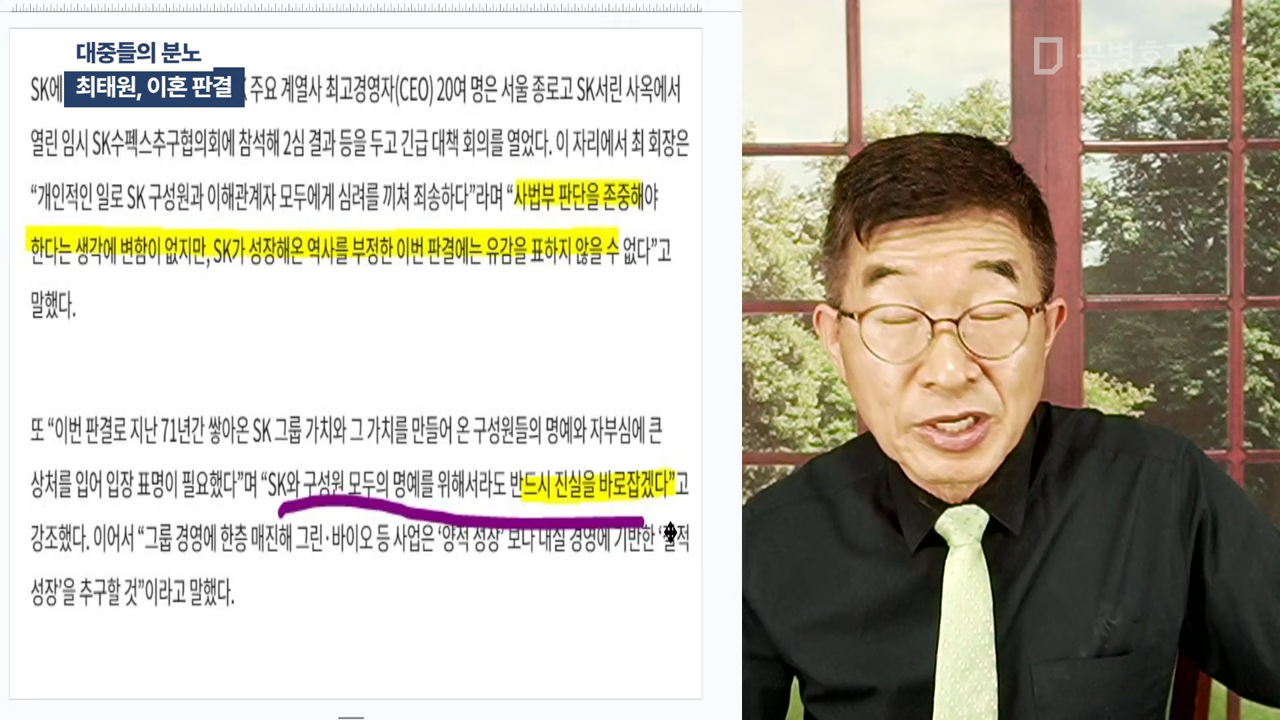 대중들의 분노
최태원, 이혼 판결
SK에 주요 계열사 최고경영자(CEO) 20여 명은 서울 종로고 SK서린 사옥에서
열린 임시 SK수펙스추구협의회에 참석해 2심 결과 등을 두고 긴급 대책 회의를 열었다. 이 자리에서 최 회장은
“개인적인 일로 SK 구성원과 이해관계자 모두에게 심려를 끼쳐 죄송하다”라며 “사법부 판단을 존중해야
한다는 생각에 변함이 없지만, SK가 성장해온 역사를 부정한 이번 판결에는 유감을 표하지 않을 수 없다”고
말했다.
또 “이번 판결로 지난 71년간 쌓아온 SK 그룹 가치와 그 가치를 만들어 온 구성원들의 명예와 자부심에 큰
상처를 입어 입장 표명이 필요했다”며 “SK와 구성원 모두의 명예를 위해서라도 반드시 진실을 바로잡겠다”고
강조했다. 이어서 “그룹 경영에 한층 매진해 그린·바이오 등 사업은 ‘양적 성장’ 보다 내실 경영에 기반한 ‘질적
성장’을 추구할 것”이라고 말했다.
공병호TV